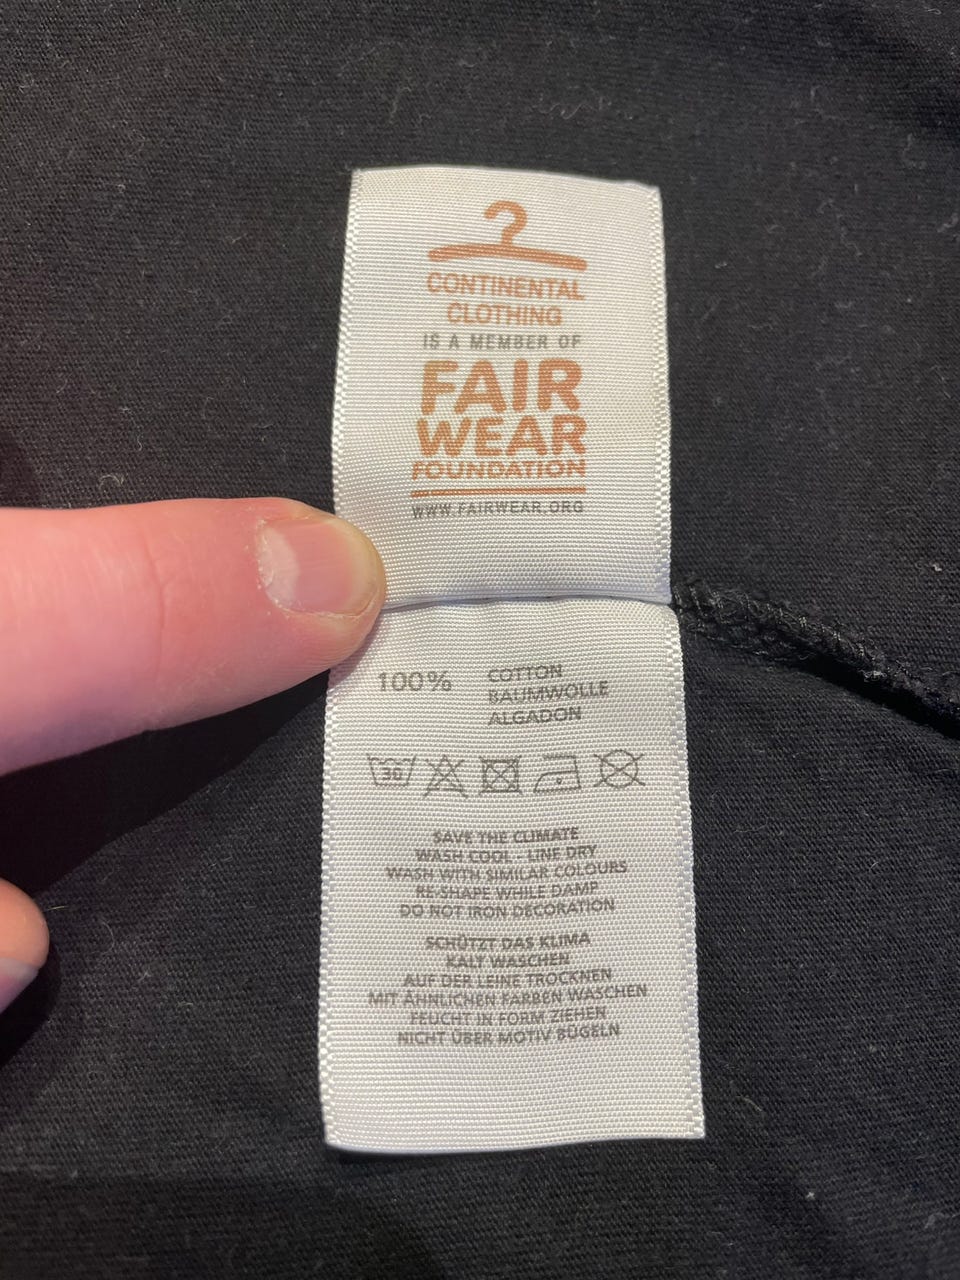 CONTINENTAL
CLOTHING
IS A MEMBER OF
FAIR
WEAR
FOUNDATION
WWW.FAIRWEAR.ORG
100% COTTON
BAUMWOLLE
ALGADON
30
SAVE THE CLIMATE
WASH COOL - LINE DRY
WASH WITH SIMILAR COLOURS
RE-SHAPE WHILE DAMP
DO NOT IRON DECORATION
SCHÜTZT DAS KLIMA
KALT WASCHEN
AUF DER LEINE TROCKNEN
MIT ÄHNLICHEN FARBEN WASCHEN
FEUCHT IN FORM ZIEHEN
NICHT ÜBER MOTIV BÜGELN